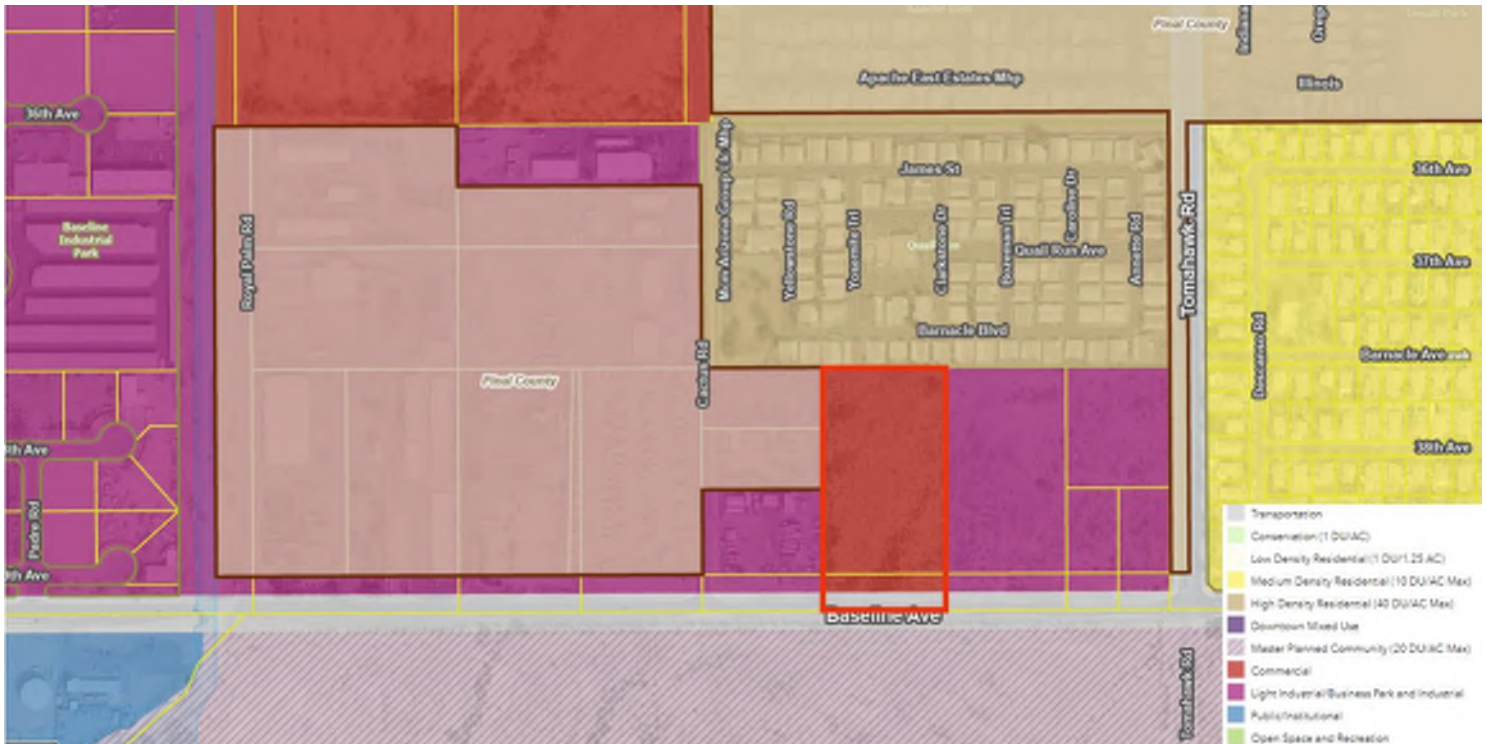 Pinal County
Indiana
Apache East Estates Mhp
Illinois
36th Ave
James St
36th Ave
Baseline
Industrial
Park
Royal Palm Rd
Yellowstone Rd
Yosemite Trl
Clarkstone Dr
Bozeman Trl
Caroline Dr
Quail Run Ave
Annette Rd
Tomahawk Rd
37th Ave
Barnacle Blvd
Descanso Rd
Barnacle Ave
Pinal County
Cactus Rd
38th Ave
Padre Rd
Baseline Ave
Tomahawk Rd
Transportation
Conservation (1 DU/AC)
Low Density Residential (1 DU/1.25 AC)
Medium Density Residential (10 DU/AC Max)
High Density Residential (40 DU/AC Max)
Downtown Mixed Use
Master Planned Community (20 DU/AC Max)
Commercial
Light Industrial/Business Park and Industrial
Public/Institutional
Open Space and Recreation